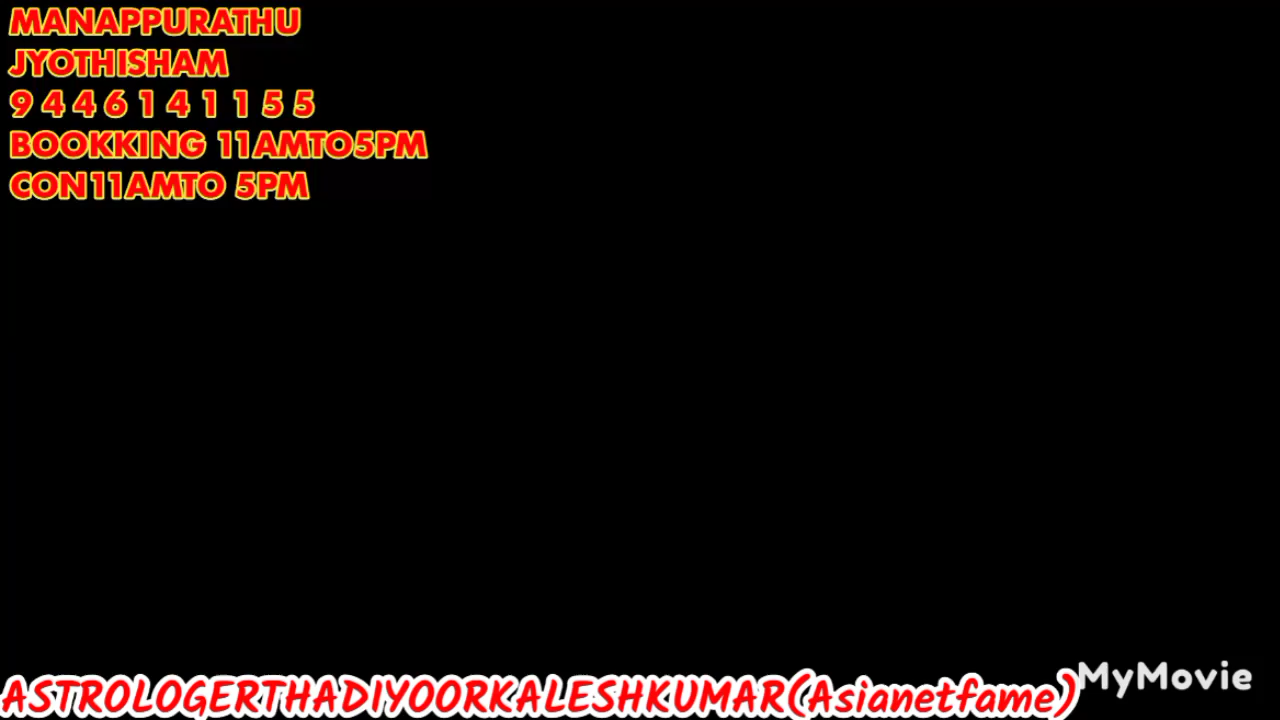 MANAPPURATHU
JYOTHISHAM
9 4 4 6 1 4 1 1 5 5
BOOKKING 11AMTO5PM
CON11AMTO 5PM
ASTROLOGERTHADIYOORKALESHKUMAR(Asianetfame)
MyMovie